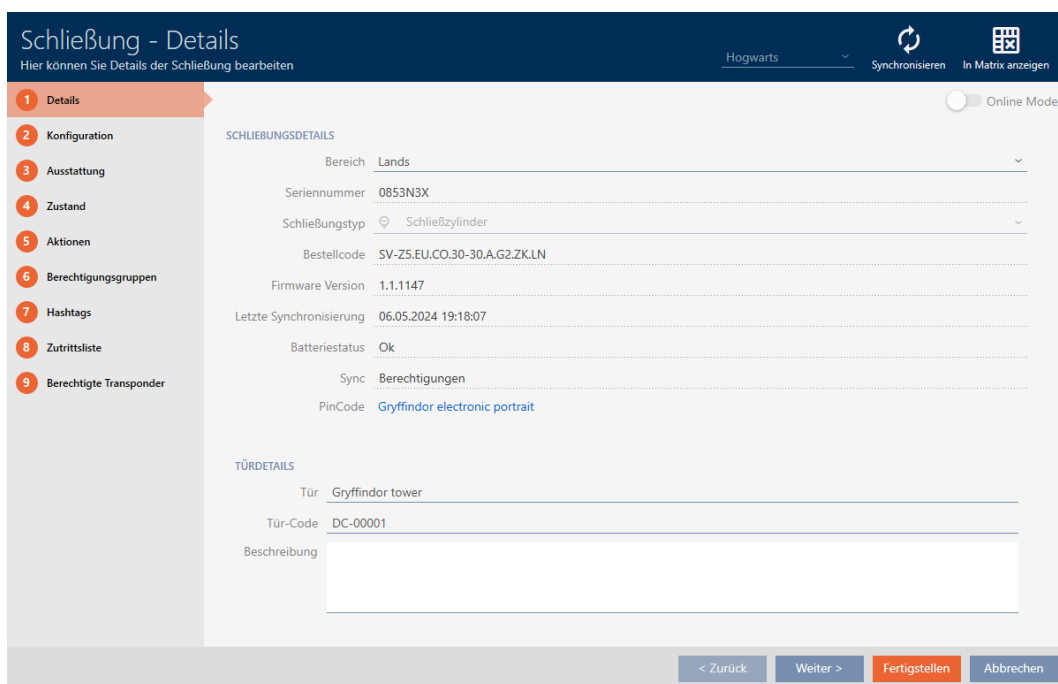 Schließung - Details
Hier können Sie Details der Schließung bearbeiten
Hogwarts
Synchronisieren
In Matrix anzeigen
1 Details
2 Konfiguration
3 Ausstattung
4 Zustand
5 Aktionen
6 Berechtigungsgruppen
7 Hashtags
8 Zutrittsliste
9 Berechtigte Transponder
Online Mode
SCHLIEßUNGSDETAILS
Bereich Lands
Seriennummer 0853N3X
Schließungstyp Schließzylinder
Bestellcode SV-Z5.EU.CO.30-30.A.G2.ZK.LN
Firmware Version 1.1.1147
Letzte Synchronisierung 06.05.2024 19:18:07
Batteriestatus Ok
Sync Berechtigungen
PinCode Gryffindor electronic portrait
TÜRDETAILS
Tür Gryffindor tower
Tür-Code DC-00001
Beschreibung
< Zurück
Weiter >
Fertigstellen
Abbrechen